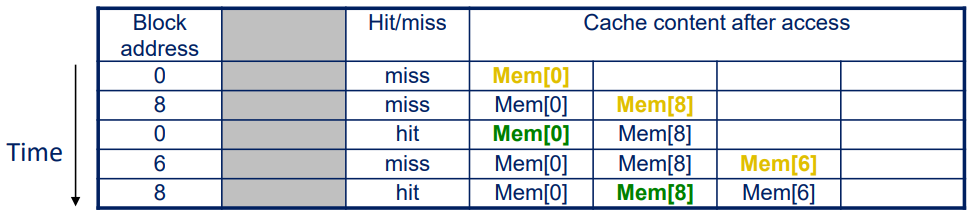 Block address Hit/miss Cache content after access
0 miss Mem[0]
8 miss Mem[0] Mem[8]
0 hit Mem[0] Mem[8]
Time
6 miss Mem[0] Mem[8] Mem[6]
8 hit Mem[0] Mem[8] Mem[6]